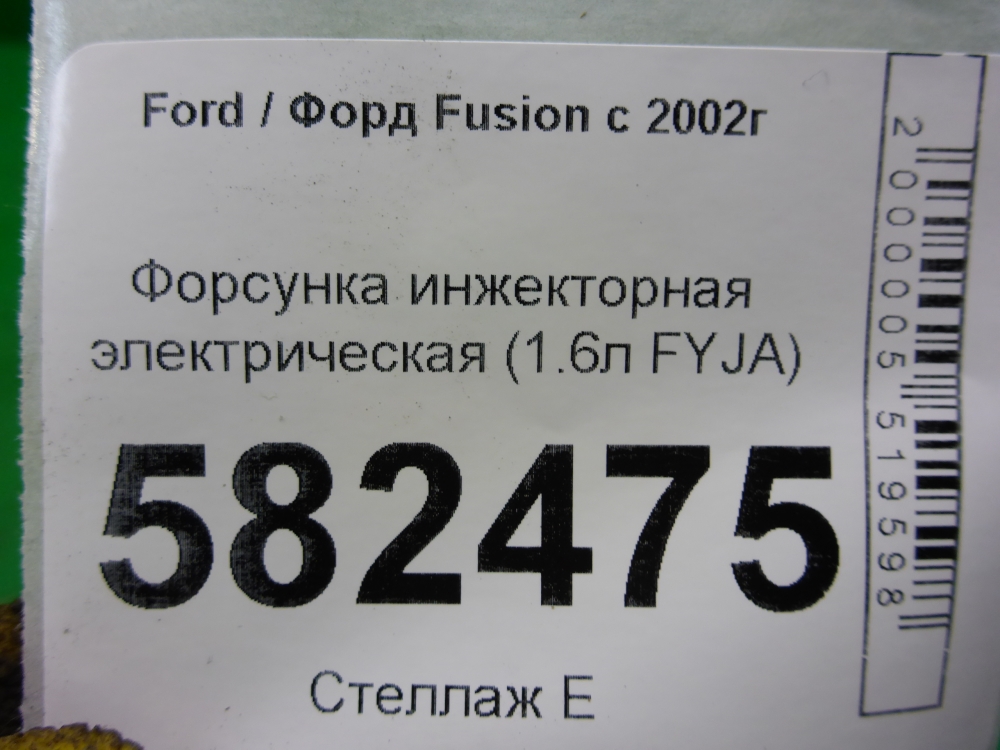 Ford / Форд Fusion с 2002г
Форсунка инжекторная
электрическая (1.6л FYJA)
582475
Стеллаж Е
2000005519598